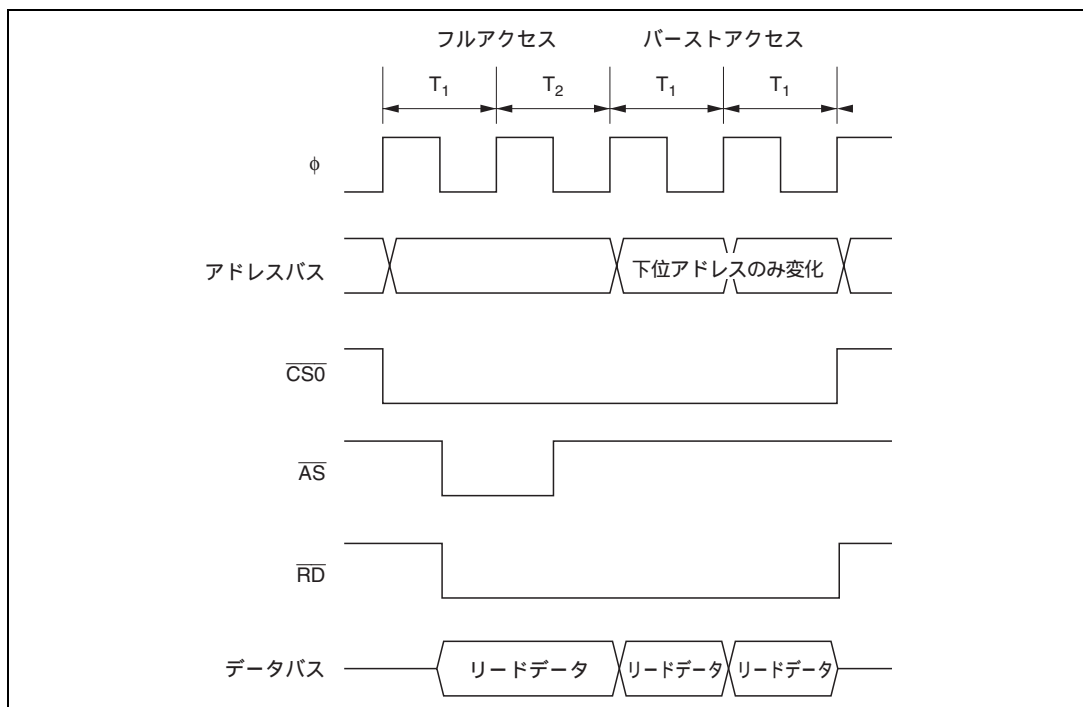 フルアクセス バーストアクセス
T1 T2 T1 T1
φ
アドレスバス 下位アドレスのみ変化
CS0
AS
RD
データバス リードデータ リードデータ リードデータ